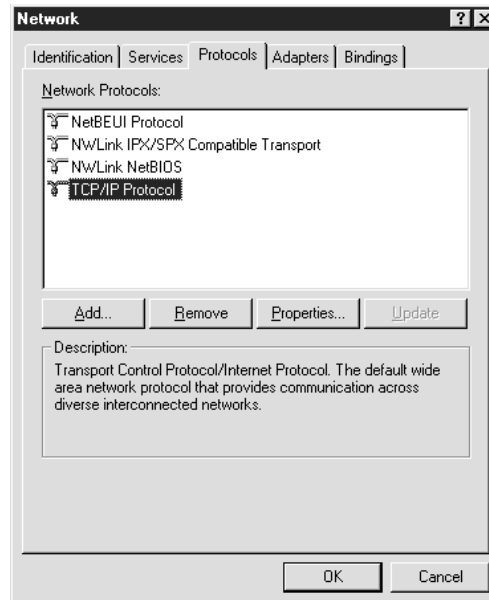 Network
Identification Services Protocols Adapters Bindings
Network Protocols:
NetBEUI Protocol
NWLink IPX/SPX Compatible Transport
NWLink NetBIOS
TCP/IP Protocol
Add... Remove Properties... Update
Description:
Transport Control Protocol/Internet Protocol. The default wide
area network protocol that provides communication across
diverse interconnected networks.
OK Cancel